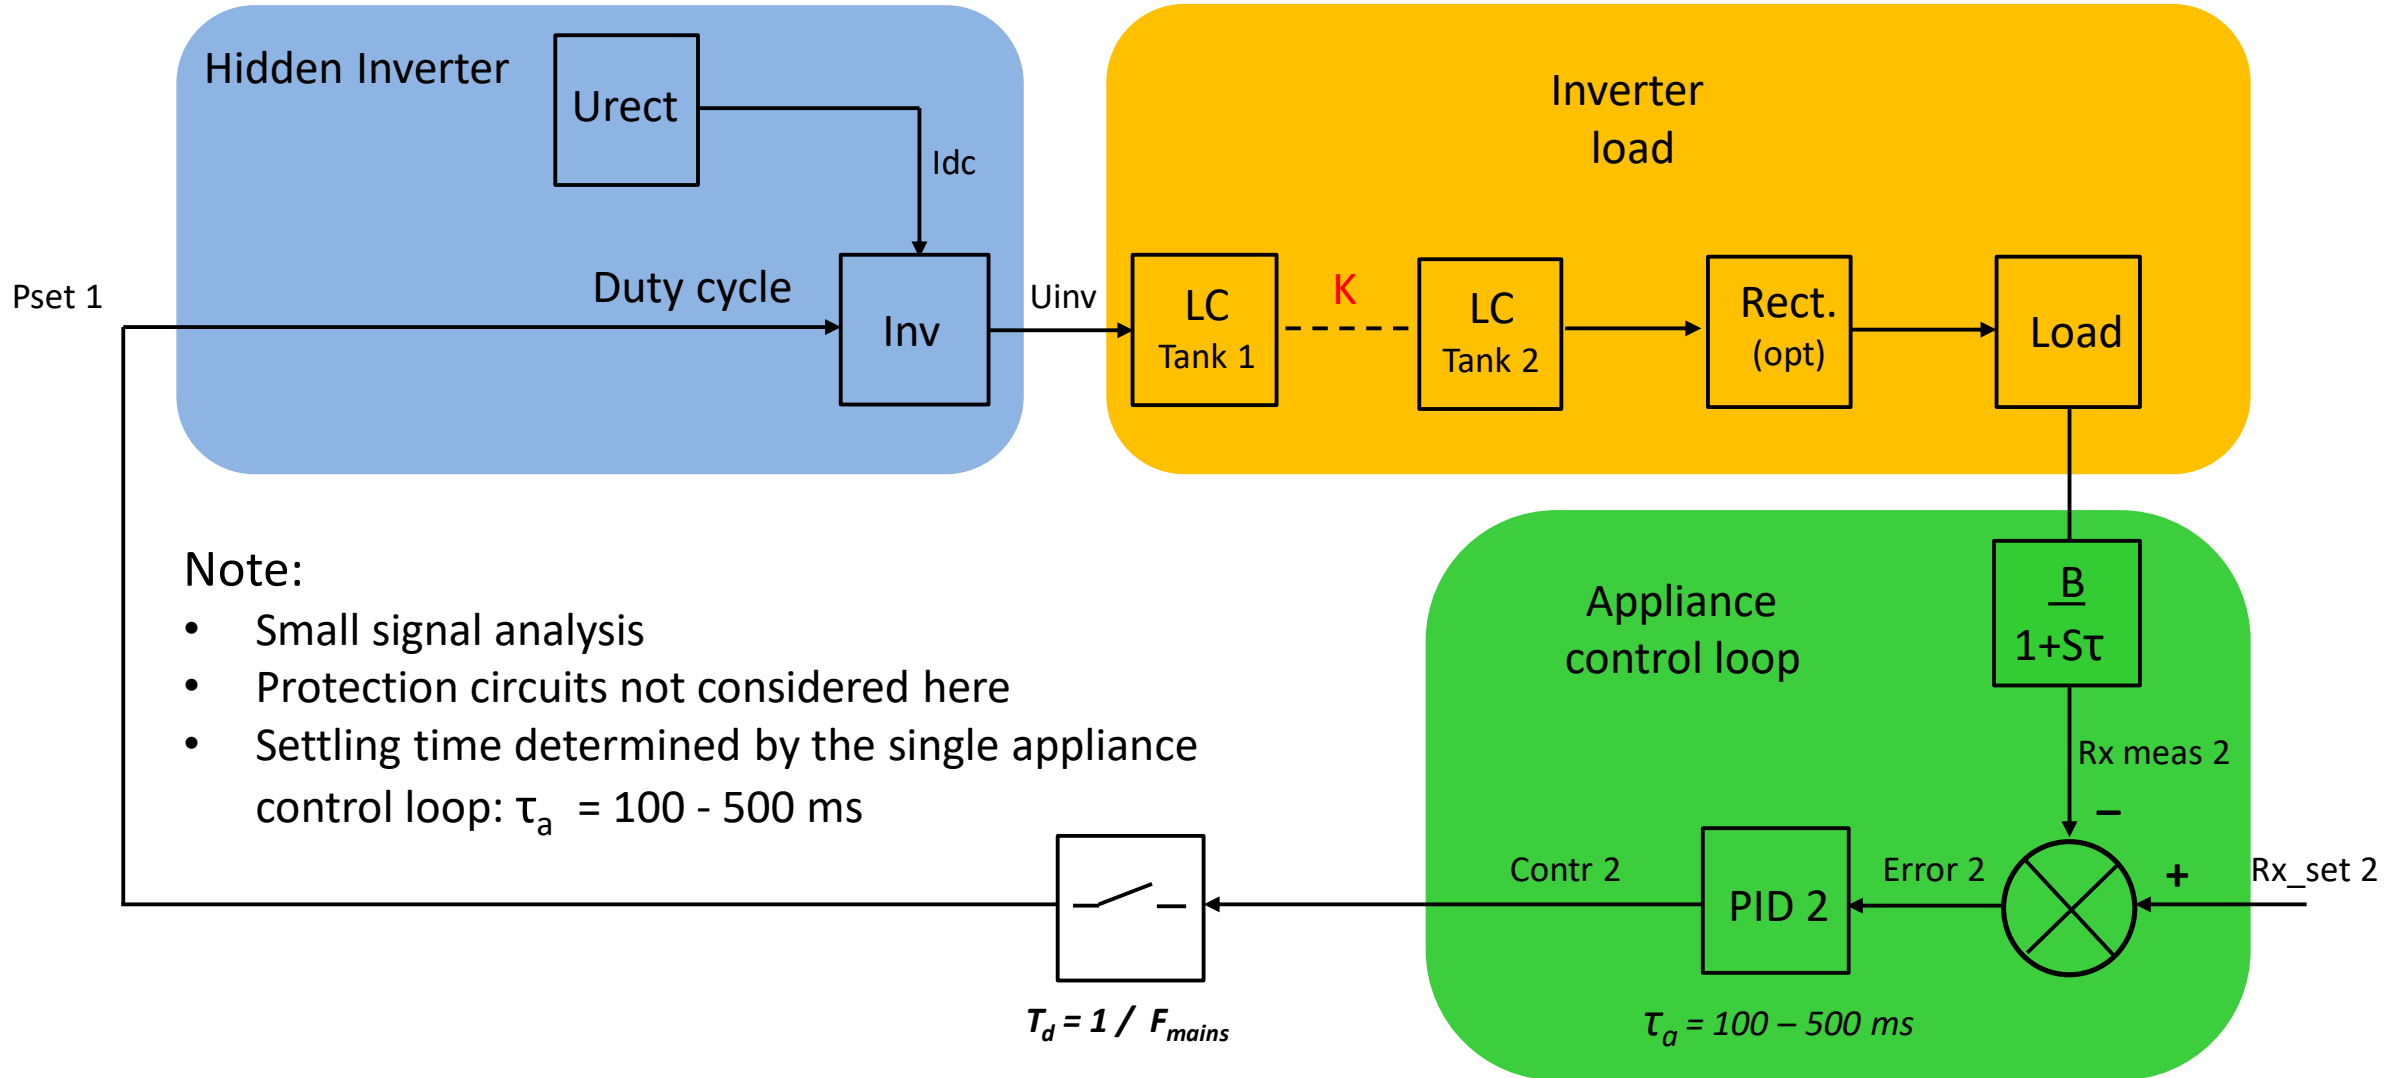 Hidden Inverter
Urect
Idc
Inverter
load
Pset 1
Duty cycle
Inv
Uinv
LC
Tank 1
K
LC
Tank 2
Rect.
(opt)
Load
Note:
• Small signal analysis
• Protection circuits not considered here
• Settling time determined by the single appliance
control loop: τa = 100 - 500 ms
Appliance
control loop
B
1+Sτ
Rx meas 2
–
Contr 2
PID 2
Error 2
+
Rx_set 2
Td = 1 / Fmains
τa = 100 – 500 ms